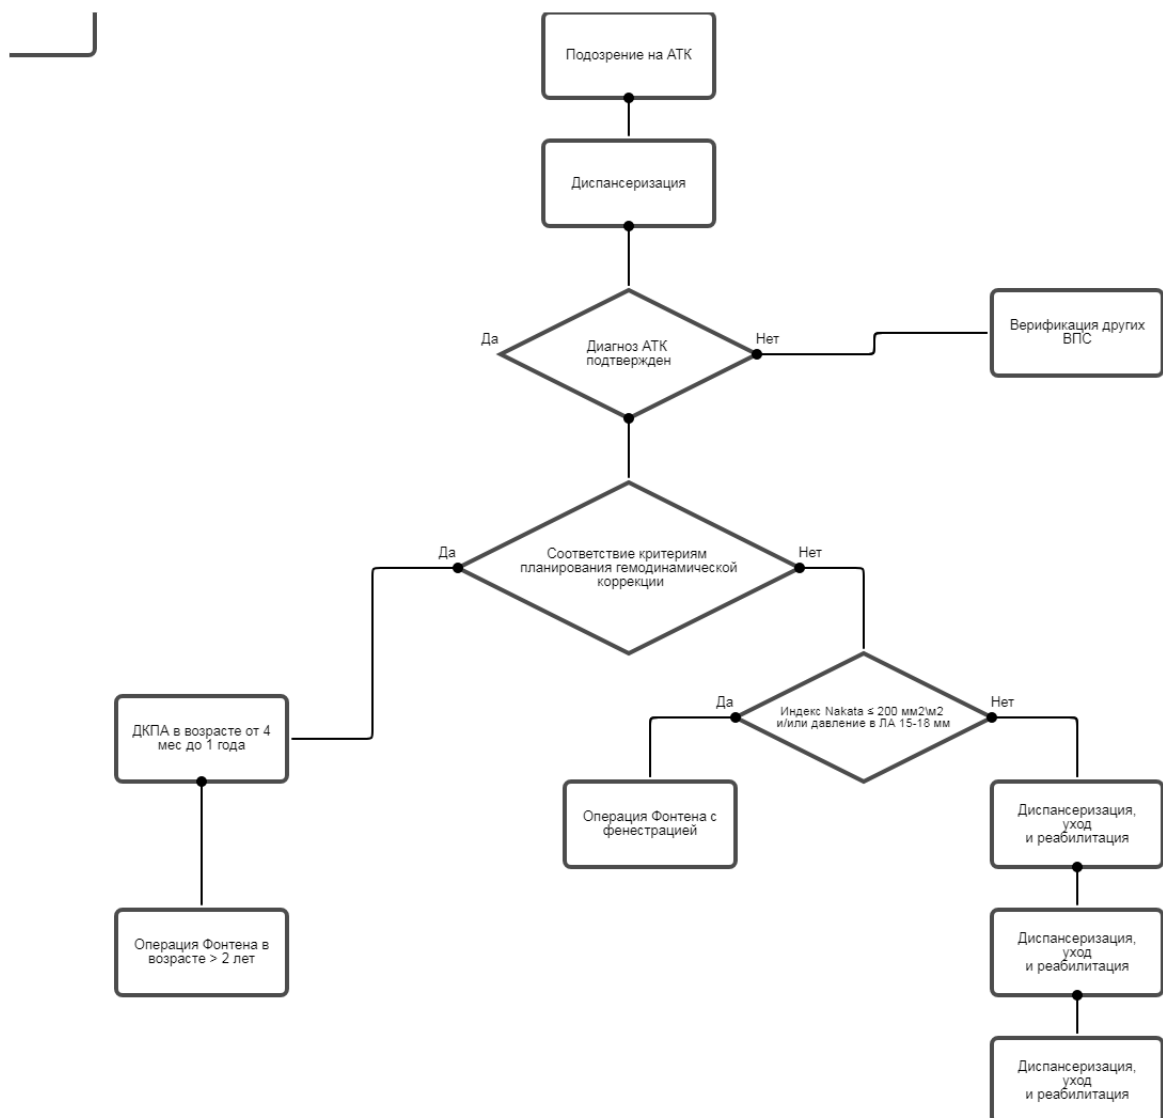 Подозрение на АТК
Диспансеризация
Да
Диагноз АТК
подтвержден
Нет
Верификация других
ВПС
Да
Соответствие критериям
планирования гемодинамической
коррекции
Нет
ДКПА в возрасте от 4
мес до 1 года
Да
Индекс Nakata ≤ 200 мм2\м2
и/или давление в ЛА 15-18 мм
Нет
Операция Фонтена с
фенестрацией
Диспансеризация,
уход
и реабилитация
Операция Фонтена в
возрасте > 2 лет
Диспансеризация,
уход
и реабилитация
Диспансеризация,
уход
и реабилитация